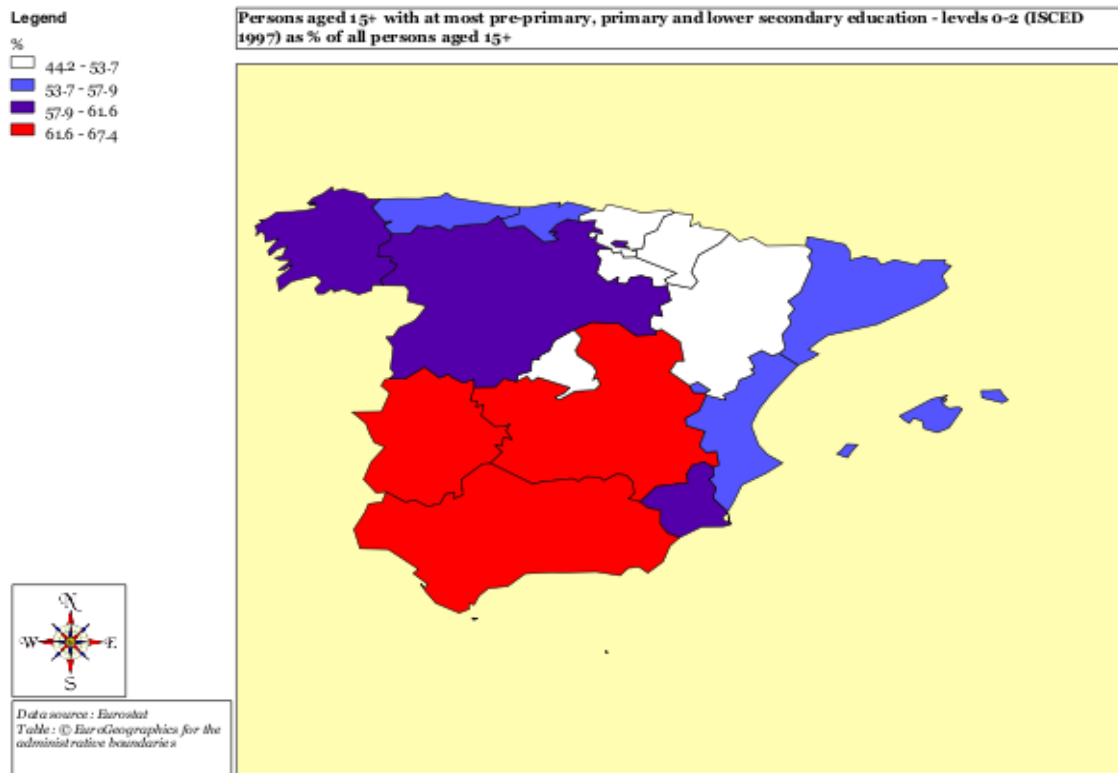 Legend
%
44.2 - 53.7
53.7 - 57.9
57.9 - 61.6
61.6 - 67.4
Persons aged 15+ with at most pre-primary, primary and lower secondary education - levels 0-2 (ISCED
1997) as % of all persons aged 15+
N
W E
S
Data source : Eurostat
Table : © EuroGeographics for the
administrative boundaries